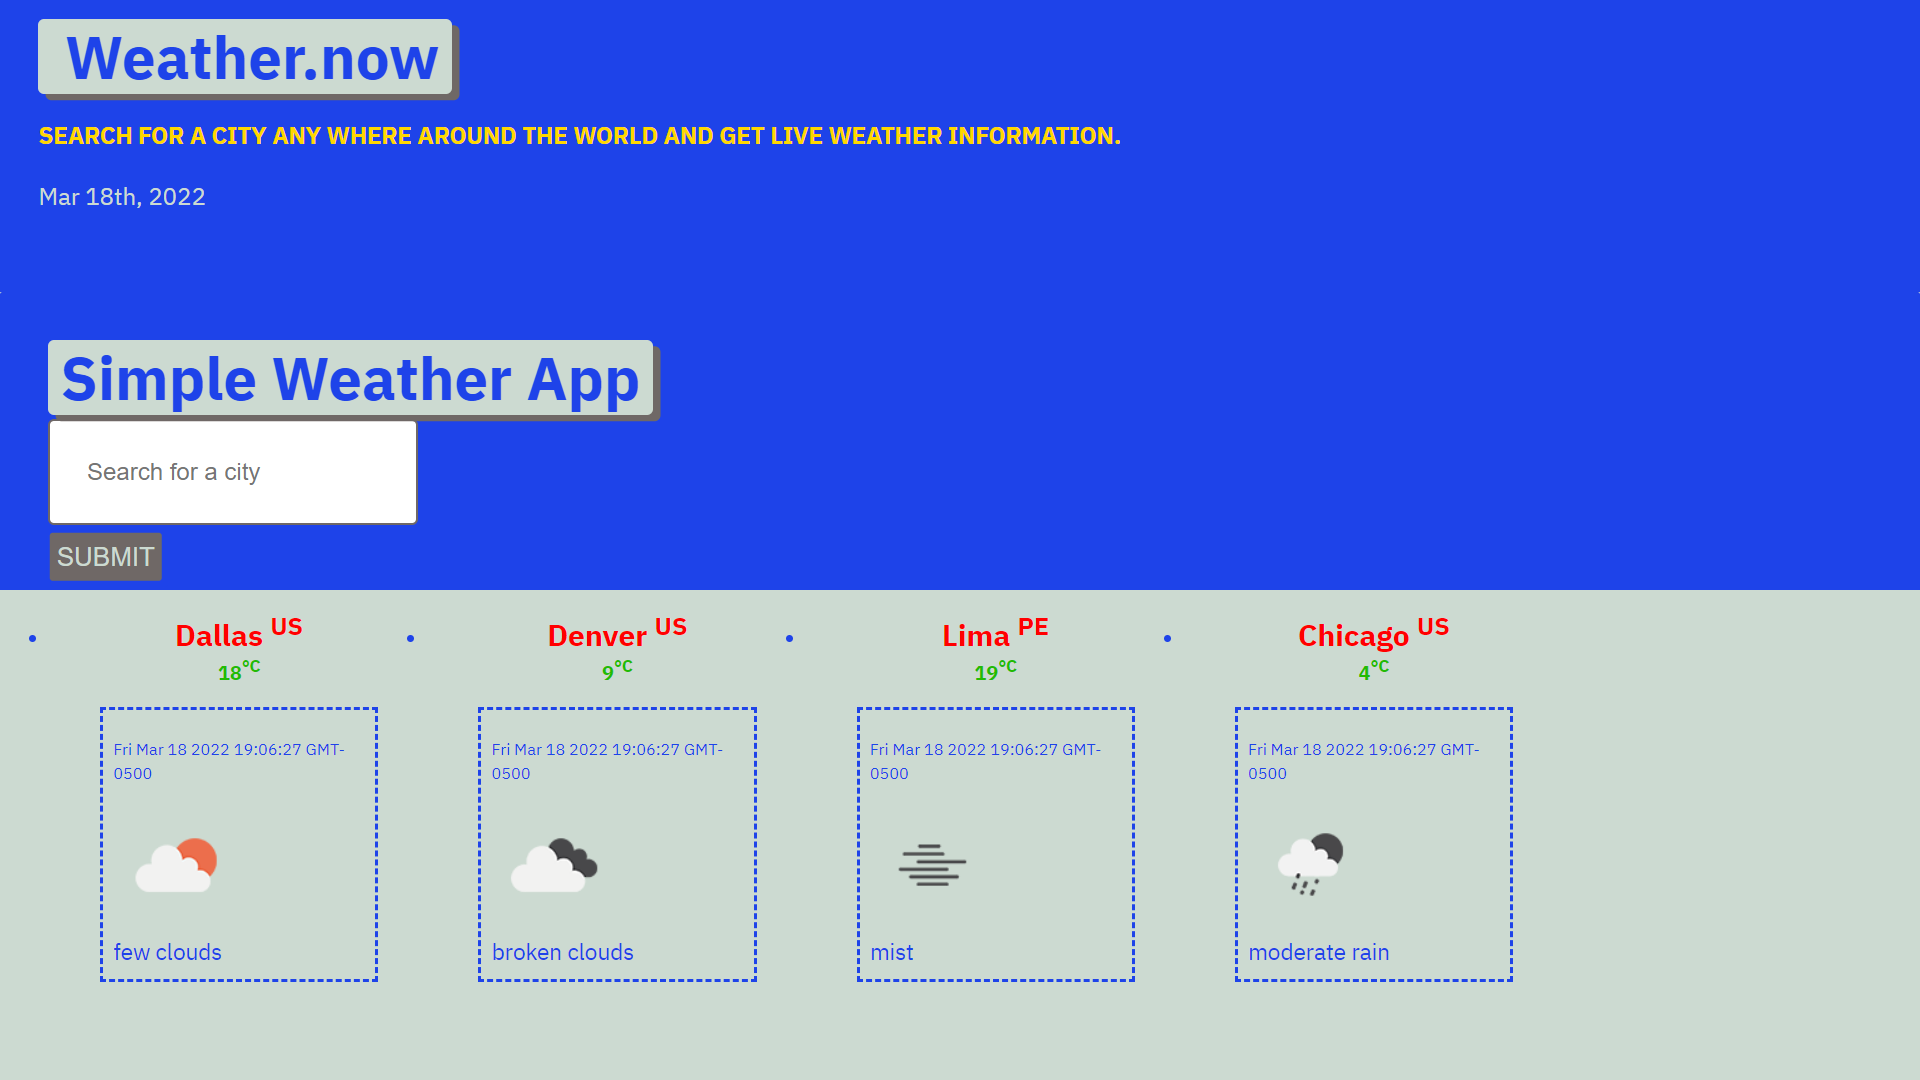 Weather.now
SEARCH FOR A CITY ANY WHERE AROUND THE WORLD AND GET LIVE WEATHER INFORMATION.
Mar 18th, 2022
Simple Weather App
Search for a city
SUBMIT
Dallas US
18°C
Fri Mar 18 2022 19:06:27 GMT-
0500
few clouds
Denver US
9°C
Fri Mar 18 2022 19:06:27 GMT-
0500
broken clouds
Lima PE
19°C
Fri Mar 18 2022 19:06:27 GMT-
0500
mist
Chicago US
4°C
Fri Mar 18 2022 19:06:27 GMT-
0500
moderate rain